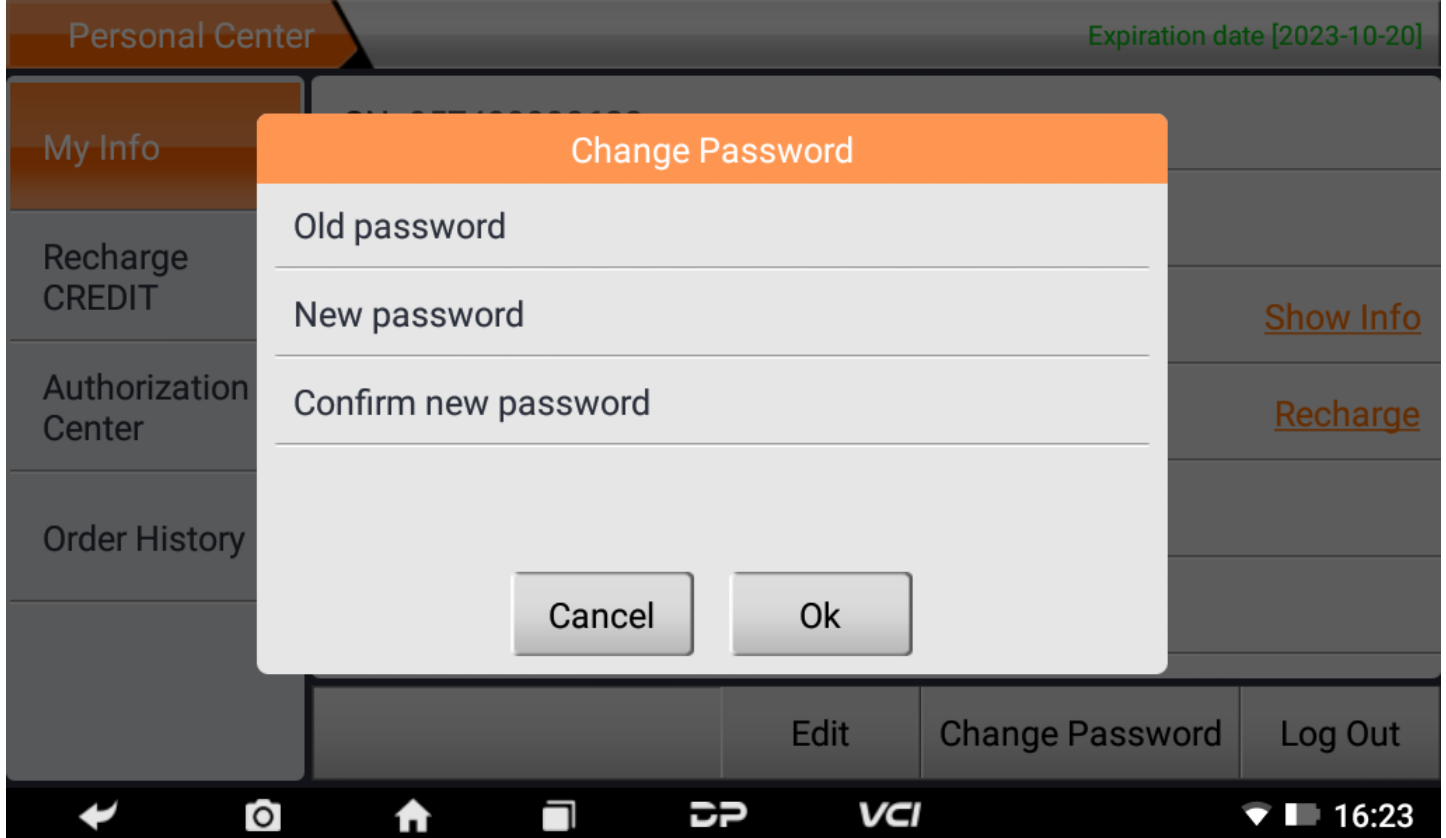 Personal Center
Expiration date [2023-10-20]
My Info
Recharge
CREDIT
Authorization
Center
Order History
Change Password
Old password
New password
Confirm new password
Cancel
Ok
Show Info
Recharge
Edit
Change Password
Log Out
DP
VCI
16:23